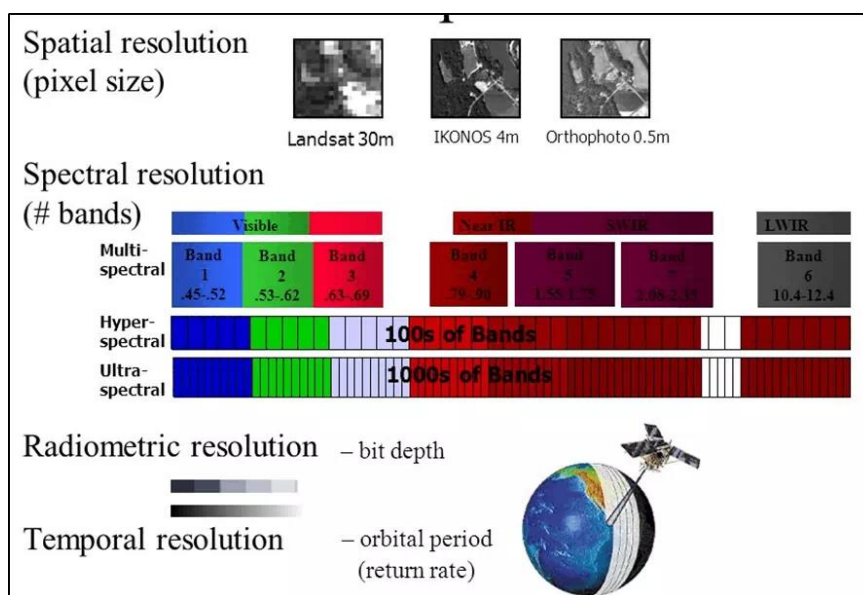 Spatial resolution
(pixel size)
Landsat 30m
IKONOS 4m
Orthophoto 0.5m
Spectral resolution
(# bands)
Visible
Near IR
SWIR
LWIR
Multi-
spectral
Band
1
.45-.52
Band
2
.53-.62
Band
3
.63-.69
Band
4
.79-.90
Band
5
1.55-1.75
Band
7
2.08-2.35
Band
6
10.4-12.4
Hyper-
spectral
100s of Bands
Ultra-
spectral
1000s of Bands
Radiometric resolution
– bit depth
Temporal resolution
– orbital period
(return rate)